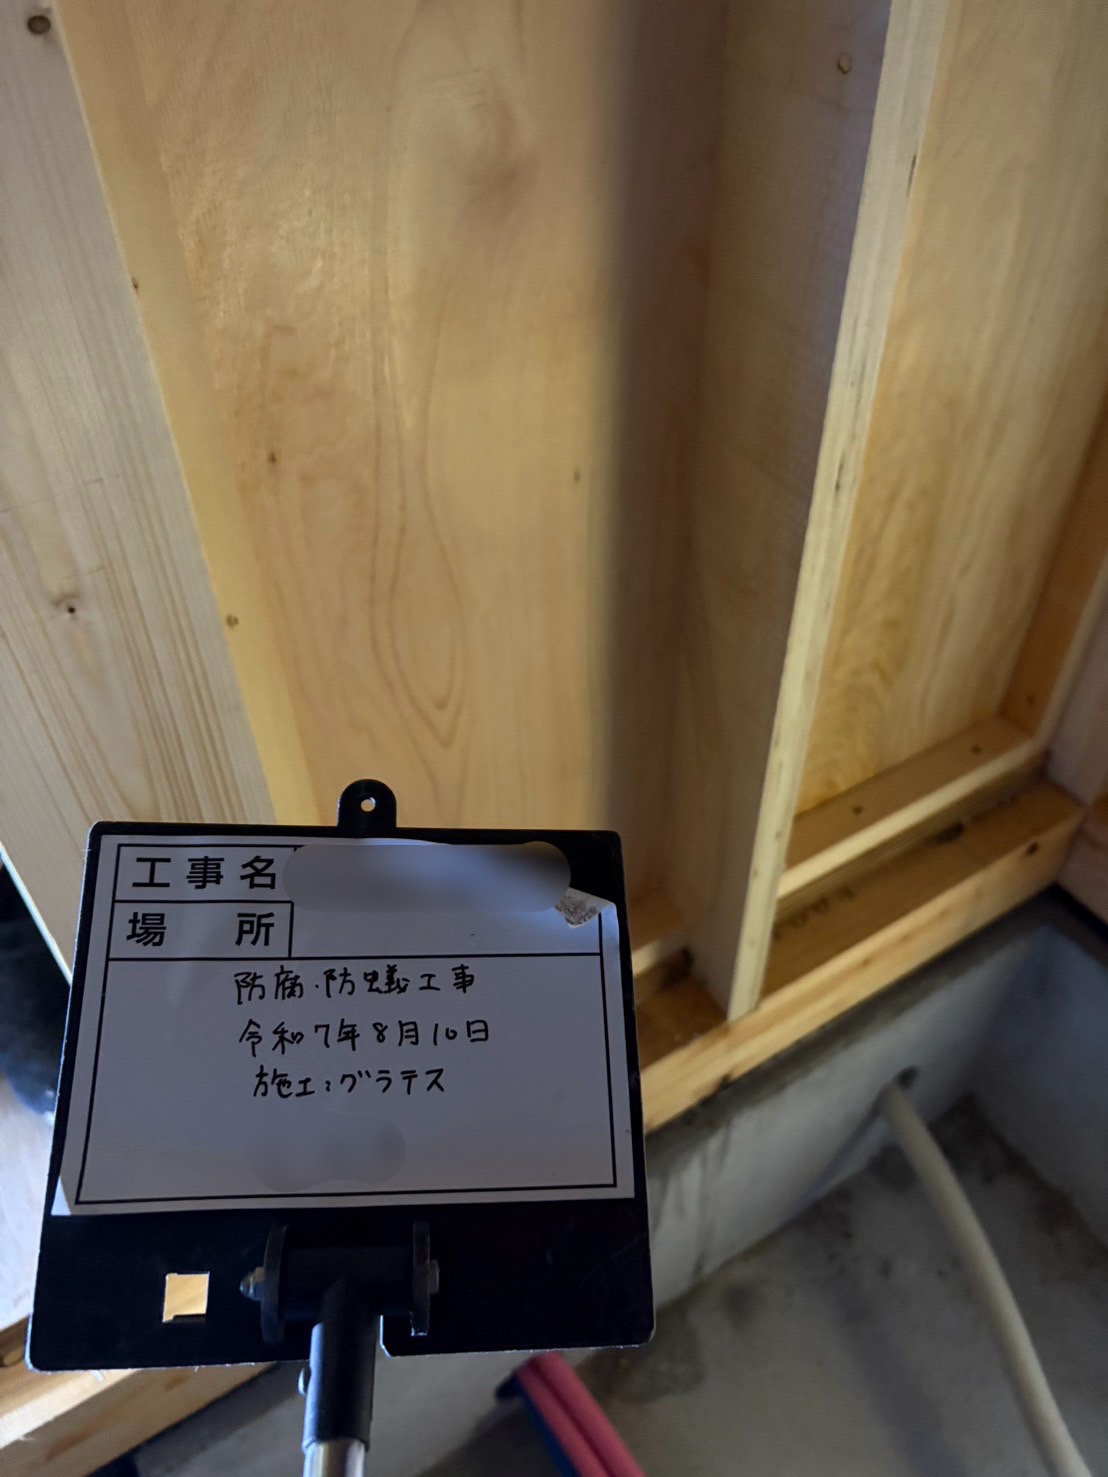 工事名
場所
防腐・防蟻工事
令和7年8月10日
施工:グラテス